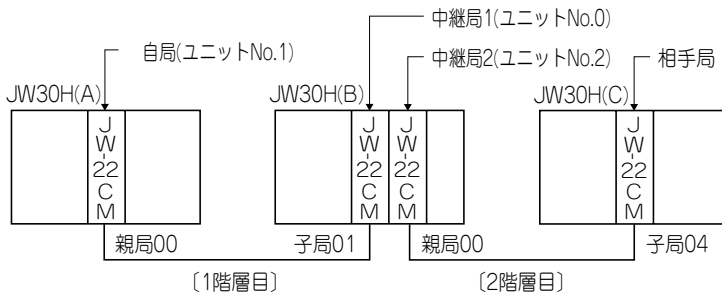 中継局1(ユニットNo.0)
自局(ユニットNo.1)
中継局2(ユニットNo.2)
相手局
JW30H(A)
JW30H(B)
JW30H(C)
JW-22CM
JW-22CM
JW-22CM
JW-22CM
親局00
子局01
親局00
子局04
〔1階層目〕
〔2階層目〕